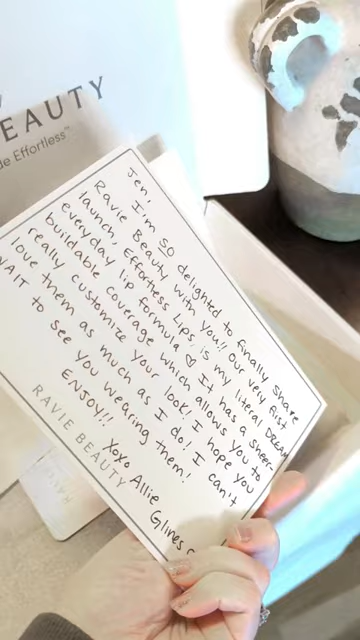 BEAUTY
de Effortless™
Jen,
I'm SO delighted to finally share
Ravie Beauty with you!! Our very first
launch, Effortless Lips, is my literal DREAM
everyday lip formula ♡ It has a sheer-
buildable coverage which allows you to
really customize your look! I hope you
love them as much as I do! I can't
WAIT to see you wearing them!
ENJOY!!
xoxo Allie
Glines
RAVIE BEAUTY